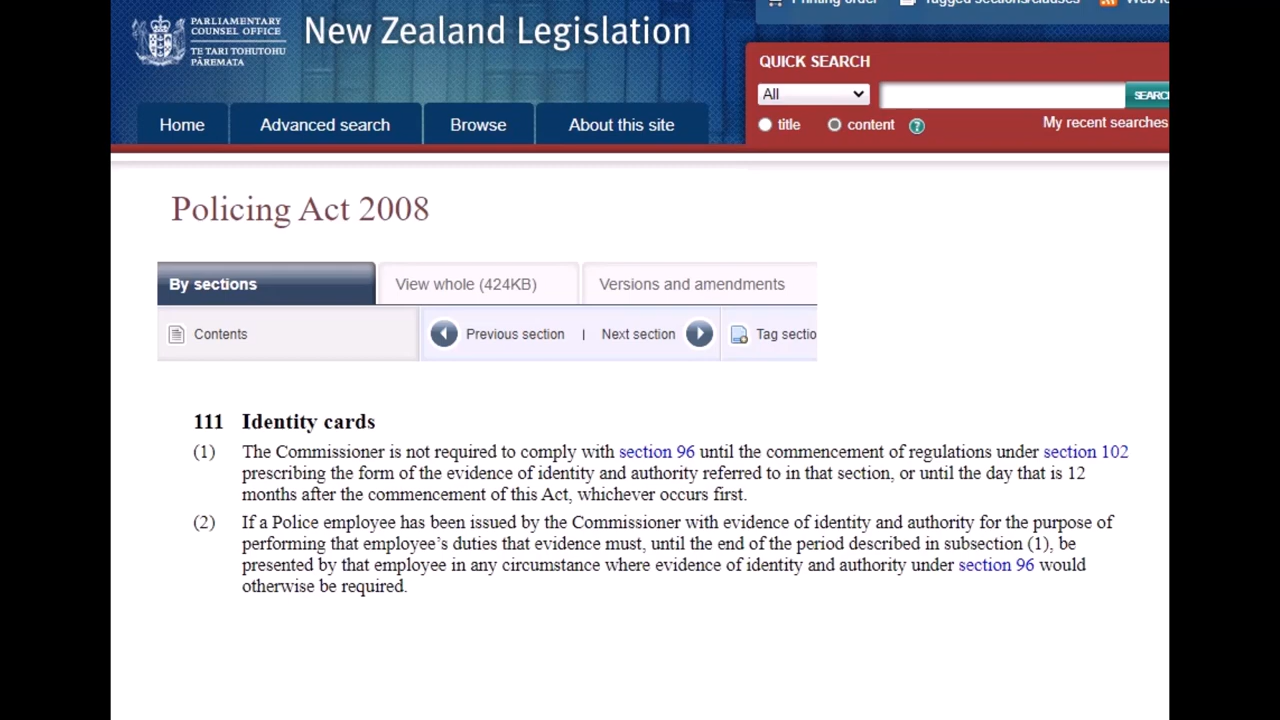 Printing order
Tagged sections/clauses
PARLIAMENTARY
COUNSEL OFFICE
TE TARI TOHUTOHU
PĀREMATA
New Zealand Legislation
QUICK SEARCH
All
SEARC
title
content
?
My recent searches
Home
Advanced search
Browse
About this site
Policing Act 2008
By sections
View whole (424KB)
Versions and amendments
Contents
Previous section
|
Next section
Tag sectio
111 Identity cards
(1) The Commissioner is not required to comply with section 96 until the commencement of regulations under section 102
prescribing the form of the evidence of identity and authority referred to in that section, or until the day that is 12
months after the commencement of this Act, whichever occurs first.
(2) If a Police employee has been issued by the Commissioner with evidence of identity and authority for the purpose of
performing that employee’s duties that evidence must, until the end of the period described in subsection (1), be
presented by that employee in any circumstance where evidence of identity and authority under section 96 would
otherwise be required.